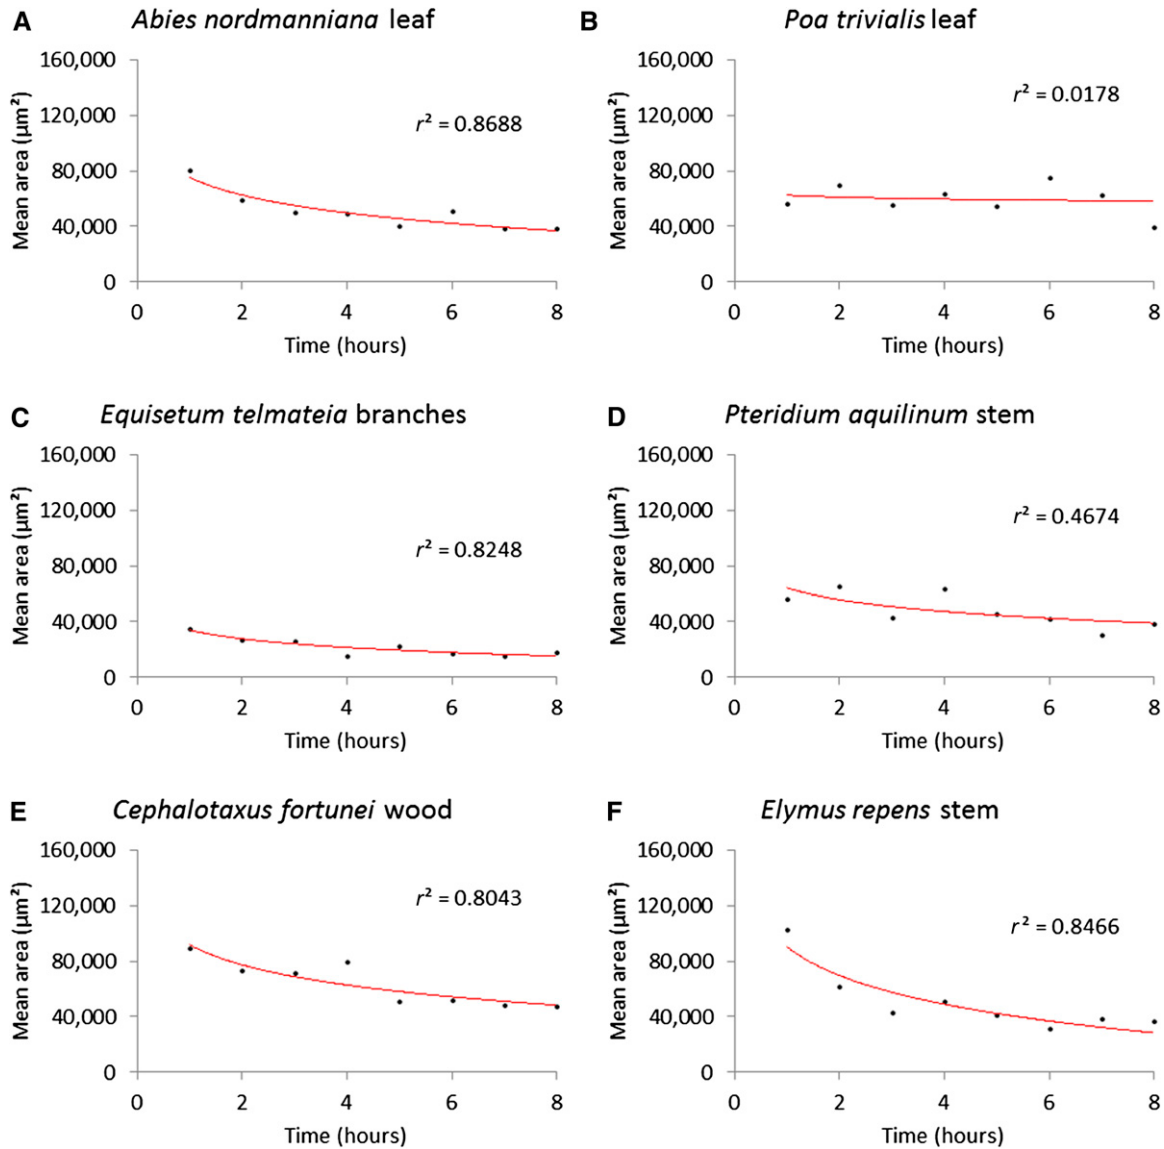 A
Abies nordmanniana leaf
160,000
120,000
80,000
40,000
0
Mean area (µm²)
r² = 0.8688
0 2 4 6 8
Time (hours)
B
Poa trivialis leaf
160,000
120,000
80,000
40,000
0
Mean area (µm²)
r² = 0.0178
0 2 4 6 8
Time (hours)
C
Equisetum telmateia branches
160,000
120,000
80,000
40,000
0
Mean area (µm²)
r² = 0.8248
0 2 4 6 8
Time (hours)
D
Pteridium aquilinum stem
160,000
120,000
80,000
40,000
0
Mean area (µm²)
r² = 0.4674
0 2 4 6 8
Time (hours)
E
Cephalotaxus fortunei wood
160,000
120,000
80,000
40,000
0
Mean area (µm²)
r² = 0.8043
0 2 4 6 8
Time (hours)
F
Elymus repens stem
160,000
120,000
80,000
40,000
0
Mean area (µm²)
r² = 0.8466
0 2 4 6 8
Time (hours)